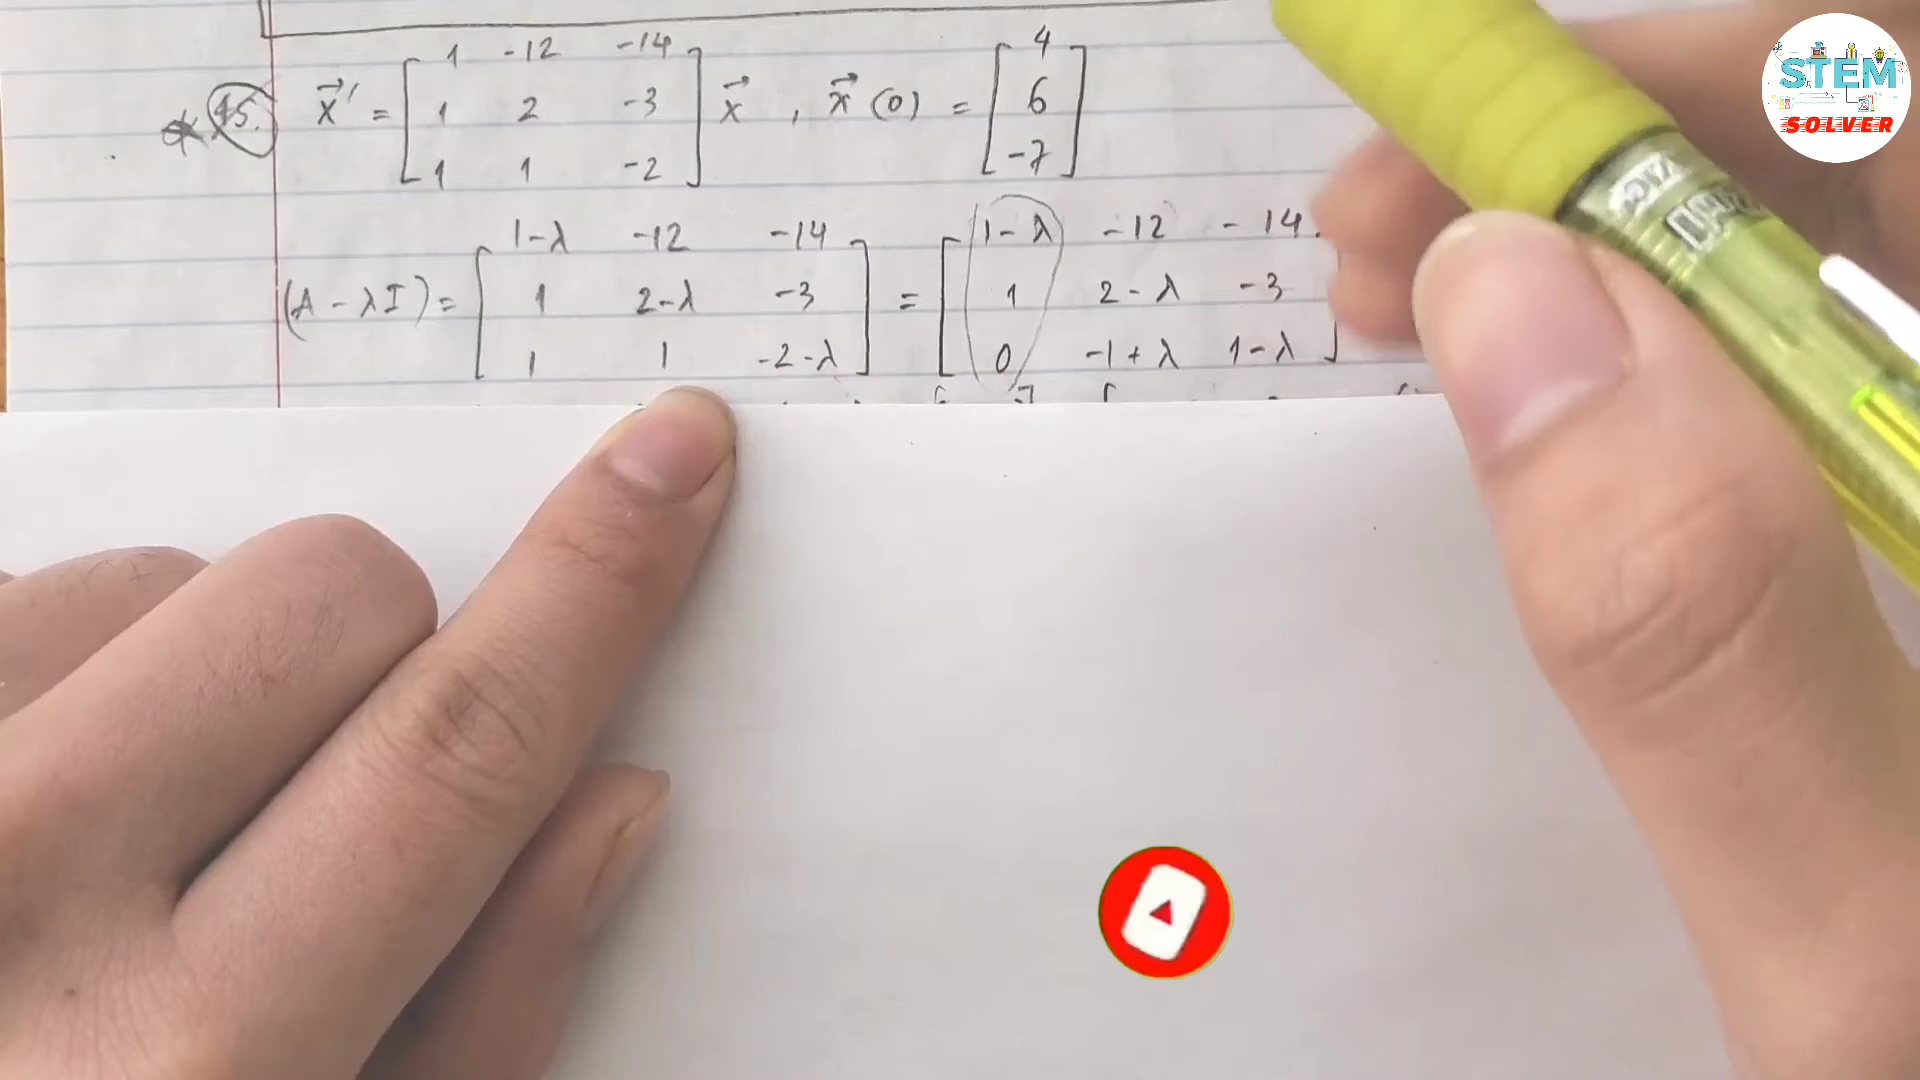 STEM
SOLVER
45. x⃗' = [1 -12 -14; 1 2 -3; 1 1 -2] x⃗ , x⃗(0) = [4; 6; -7]
(A - λI) = [1-λ -12 -14; 1 2-λ -3; 1 1 -2-λ] = [1-λ -12 -14; 1 2-λ -3; 0 -1+λ 1-λ]